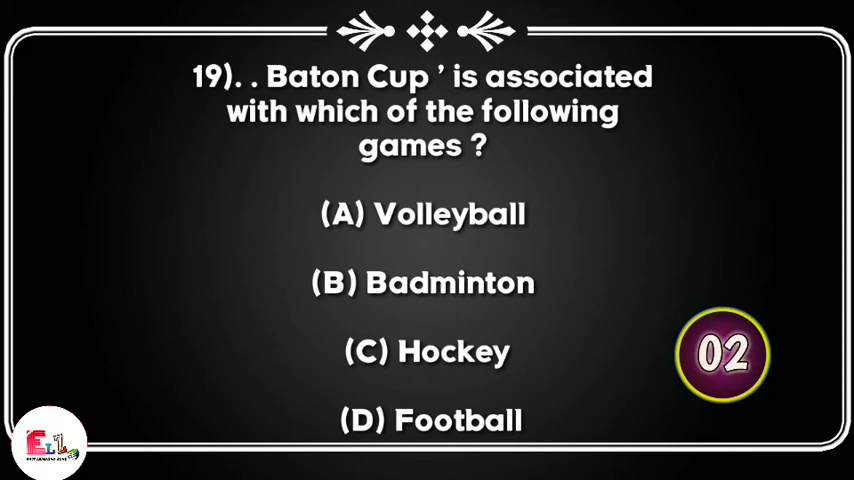 19). . Baton Cup ’ is associated
with which of the following
games ?
(A) Volleyball
(B) Badminton
(C) Hockey
02
(D) Football